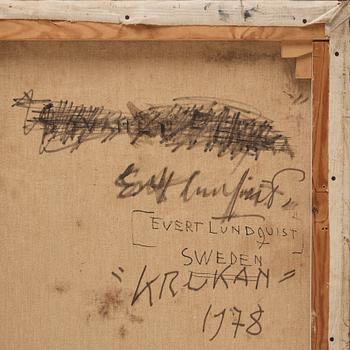 Evert Lundquist.
[EVERT LUNDQUIST]
SWEDEN
"KRUKAN"
1978